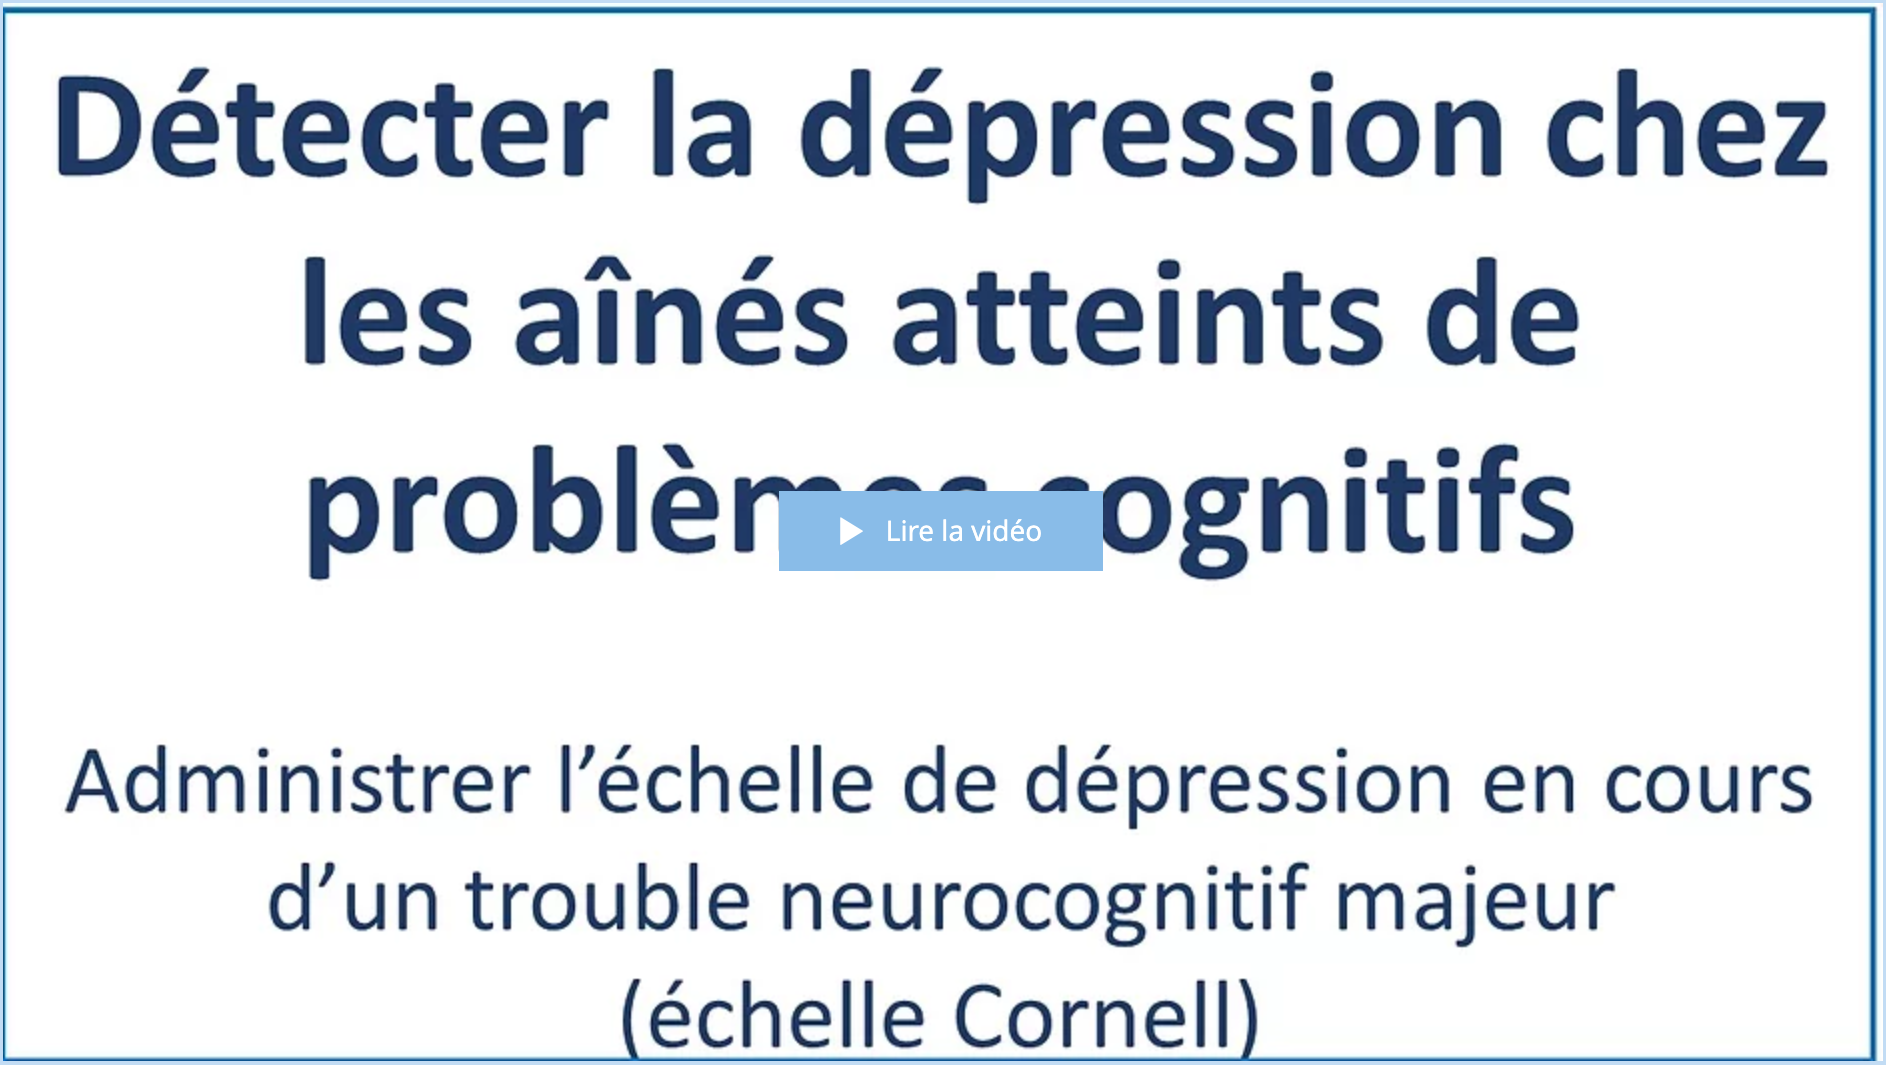 Détecter la dépression chez
les aînés atteints de
problèmes cognitifs
Lire la vidéo
Administrer l’échelle de dépression en cours
d’un trouble neurocognitif majeur
(échelle Cornell)